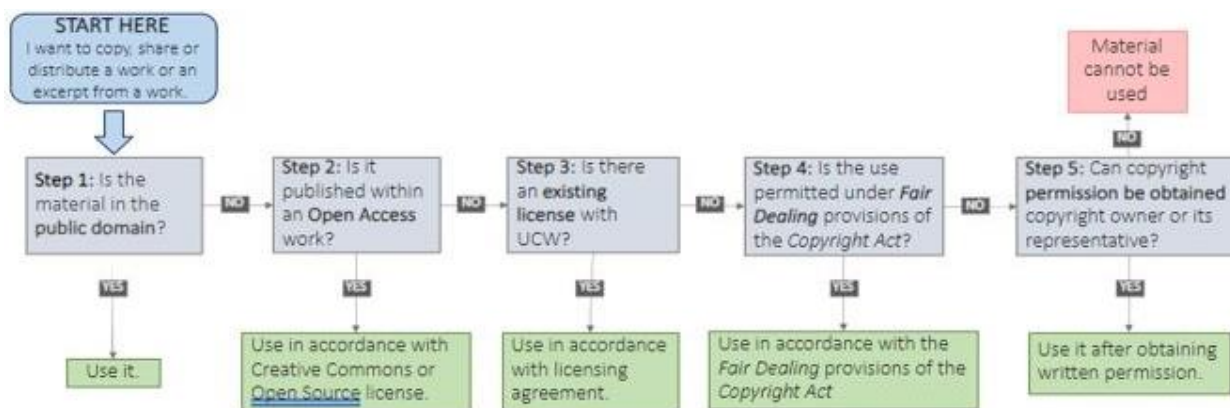 START HERE
I want to copy, share or
distribute a work or an
excerpt from a work.
Material
cannot be
used
NO
Step 1: Is the
material in the
public domain?
NO
Step 2: Is it
published within
an Open Access
work?
NO
Step 3: Is there
an existing
license with
UCW?
NO
Step 4: Is the use
permitted under Fair
Dealing provisions of
the Copyright Act?
NO
Step 5: Can copyright
permission be obtained
copyright owner or its
representative?
YES
YES
YES
YES
YES
Use it.
Use in accordance with
Creative Commons or
Open Source license.
Use in accordance
with licensing
agreement.
Use in accordance with the
Fair Dealing provisions of the
Copyright Act
Use it after obtaining
written permission.